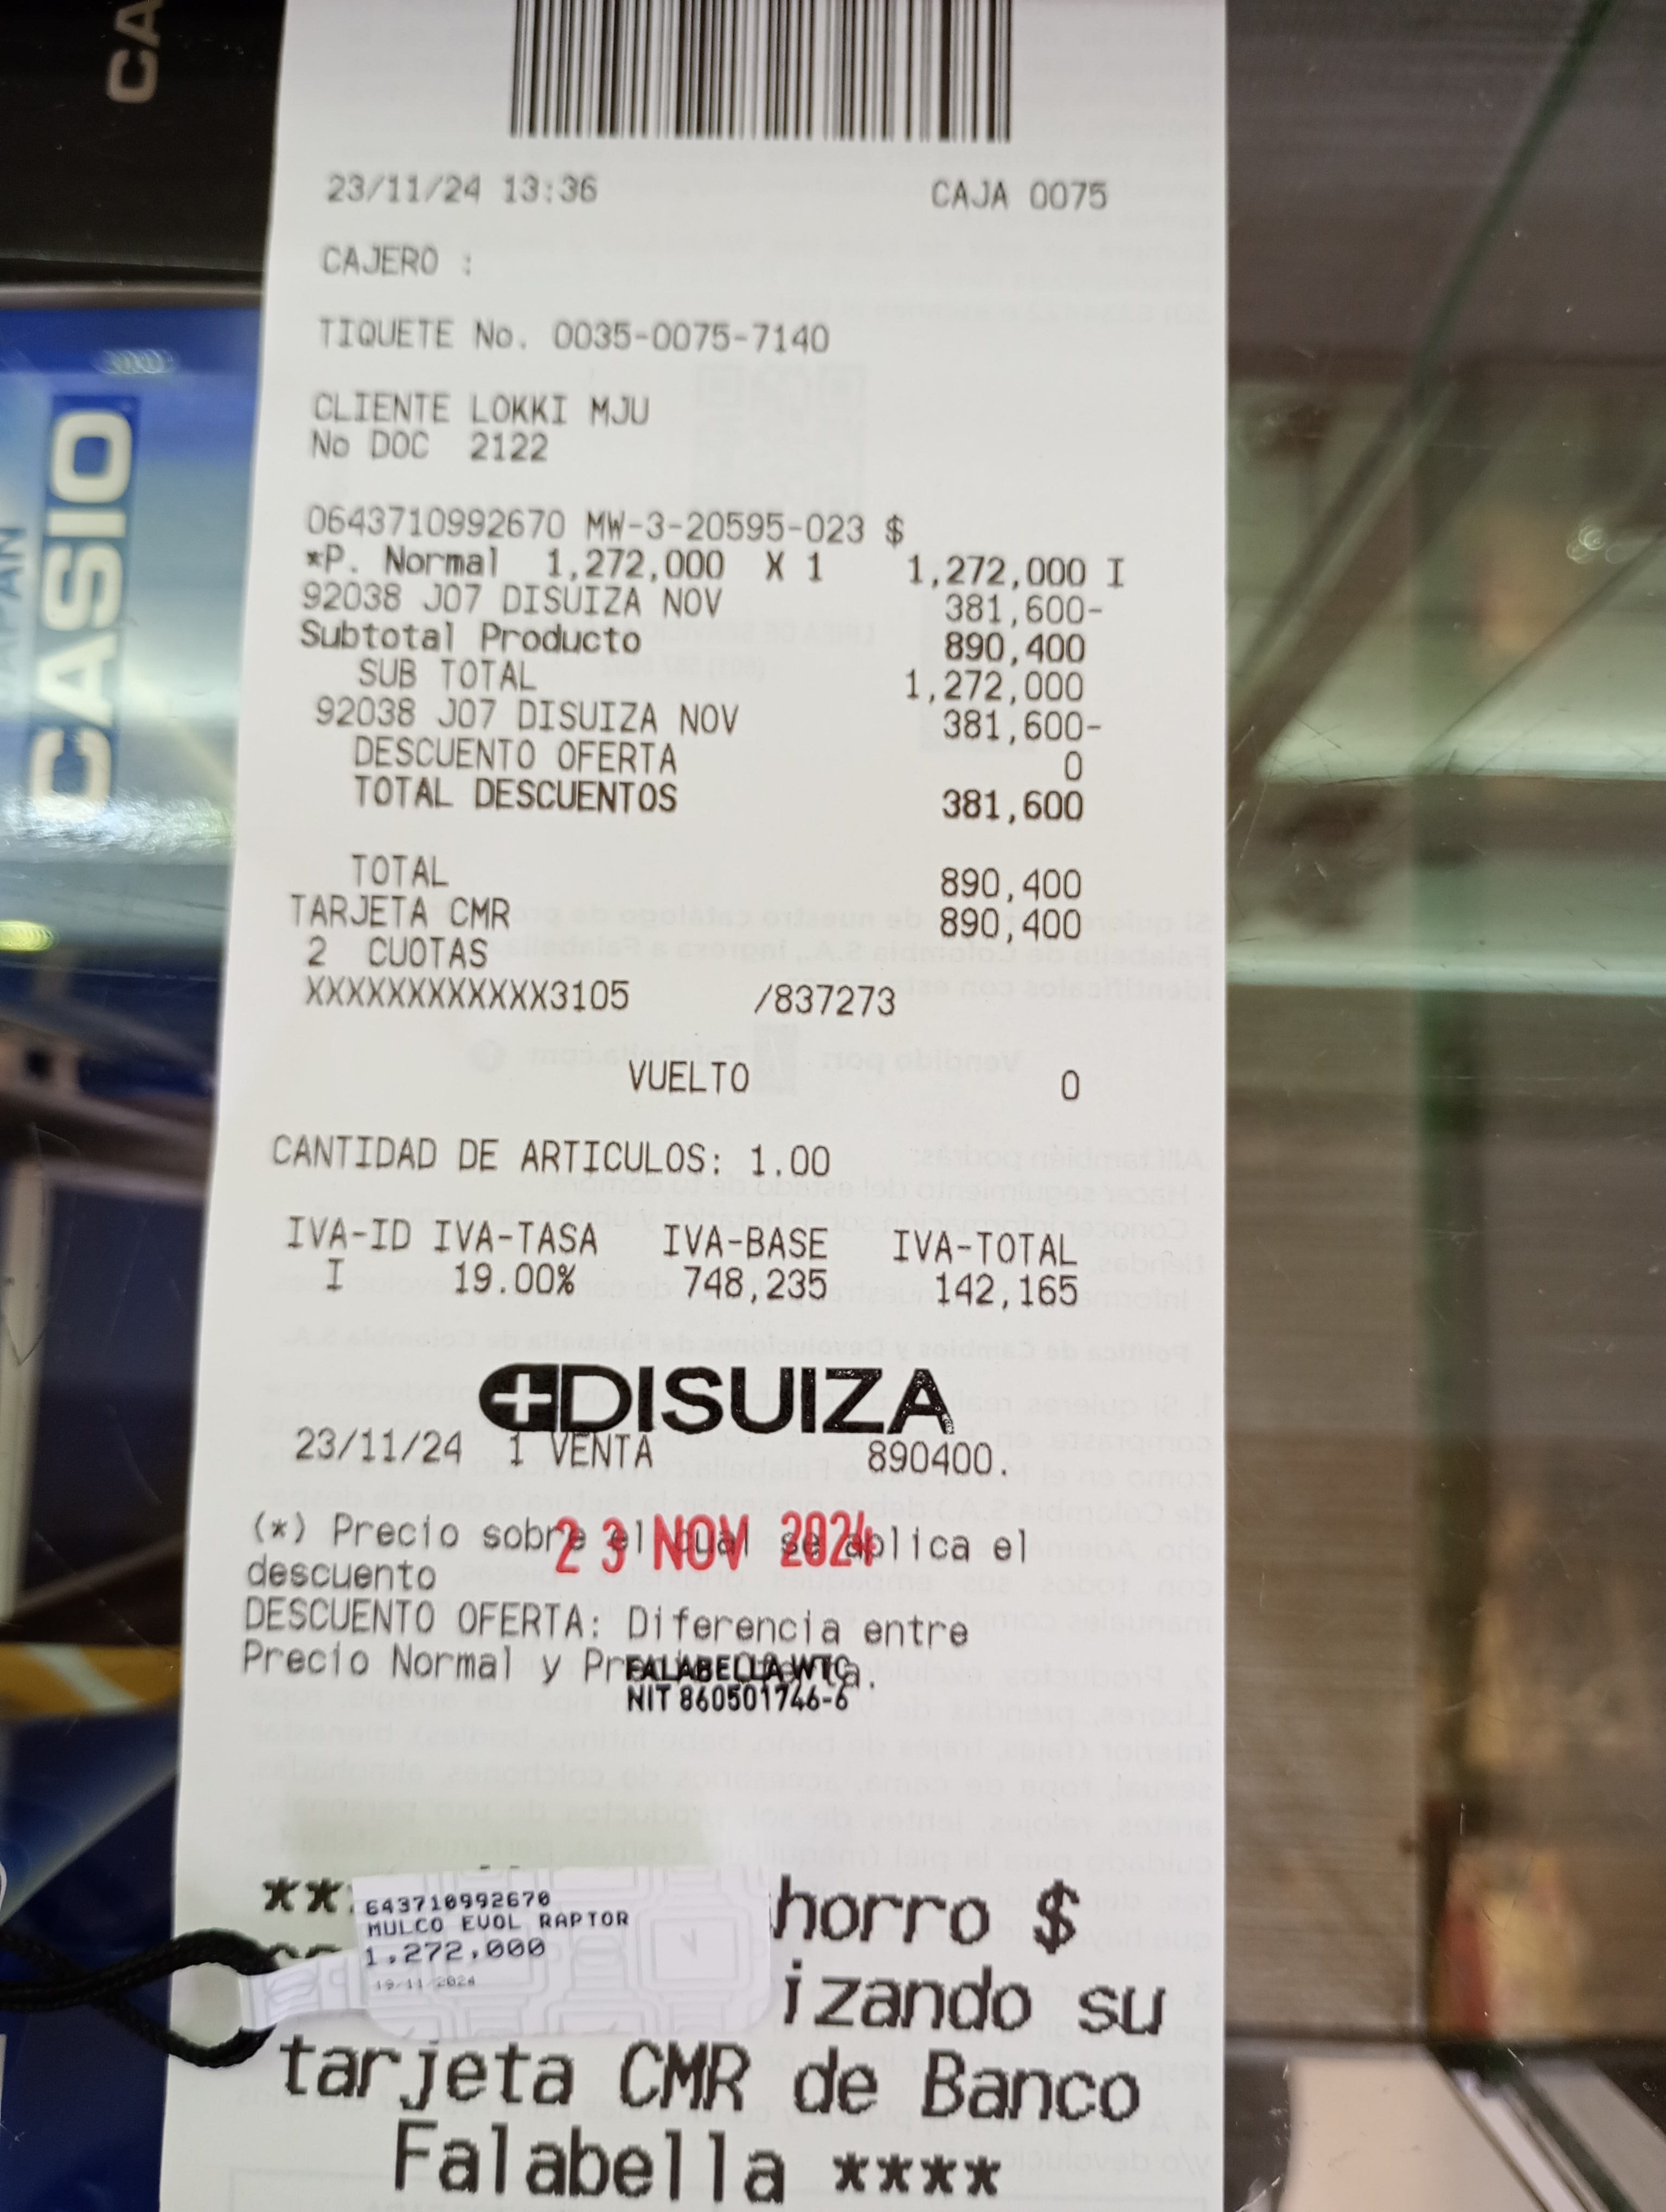 CA
CASIO
JAPAN
23/11/24 13:36 CAJA 0075
CAJERO :
TIQUETE No. 0035-0075-7140
CLIENTE LOKKI MJU
No DOC 2122
0643710992670 MW-3-20595-023 $
*P. Normal 1,272,000 X 1 1,272,000 I
92038 J07 DISUIZA NOV 381,600-
Subtotal Producto 890,400
SUB TOTAL 1,272,000
92038 J07 DISUIZA NOV 381,600-
DESCUENTO OFERTA 0
TOTAL DESCUENTOS 381,600
TOTAL 890,400
TARJETA CMR 890,400
2 CUOTAS
XXXXXXXXXXXX3105 /837273
VUELTO 0
CANTIDAD DE ARTICULOS: 1.00
IVA-ID IVA-TASA IVA-BASE IVA-TOTAL
I 19.00% 748,235 142,165
DISUIZA
23/11/24 1 VENTA 890400.
23 NOV 2024
(*) Precio sobre el cual se aplica el
descuento
DESCUENTO OFERTA: Diferencia entre
Precio Normal y
FALABELLA WTC
NIT 860501746-6
** horro $
643710992670
MULCO EVOL RAPTOR
1,272,000
19-11-2024
izando su
tarjeta CMR de Banco
Falabella ****